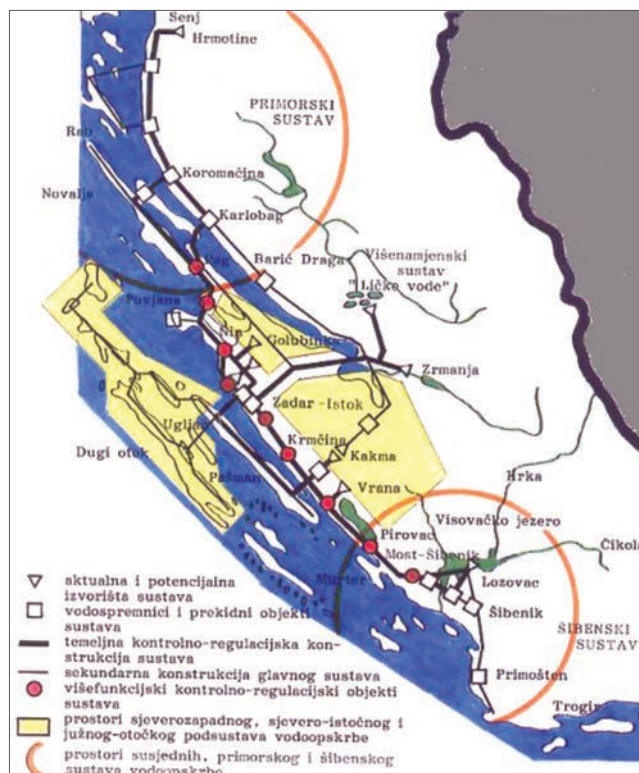 Senj
Hrmotine
PRIMORSKI
SUSTAV
Rab
Koromačina
Novalja
Karlobag
Barić Draga
Višenamjenski
sustav
"Ličke vode"
Pag
Povljana
Nin
Golubinka
Zrmanja
Zadar-Istok
Ugljan
Krmčina
Dugi otok
Kakma
Pašman
Vrana
Hrka
Visovačko jezero
Pirovac
Čikola
Most-Šibenik
Murter
Lozovac
Šibenik
ŠIBENSKI
SUSTAV
Primošten
Trogir
aktualna i potencijalna
izvorišta sustava
vodospremnici i prekidni objekti
sustava
temeljna kontrolno-regulacijska kon-
strukcija sustava
sekundarna konstrukcija glavnog sustava
višefunkcijski kontrolno-regulacijski objekti
sustava
prostori sjeverozapadnog, sjevero-istočnog i
južnog-otočkog podsustava vodoopskrbe
prostori susjednih, primorskog i šibenskog
sustava vodoopskrbe